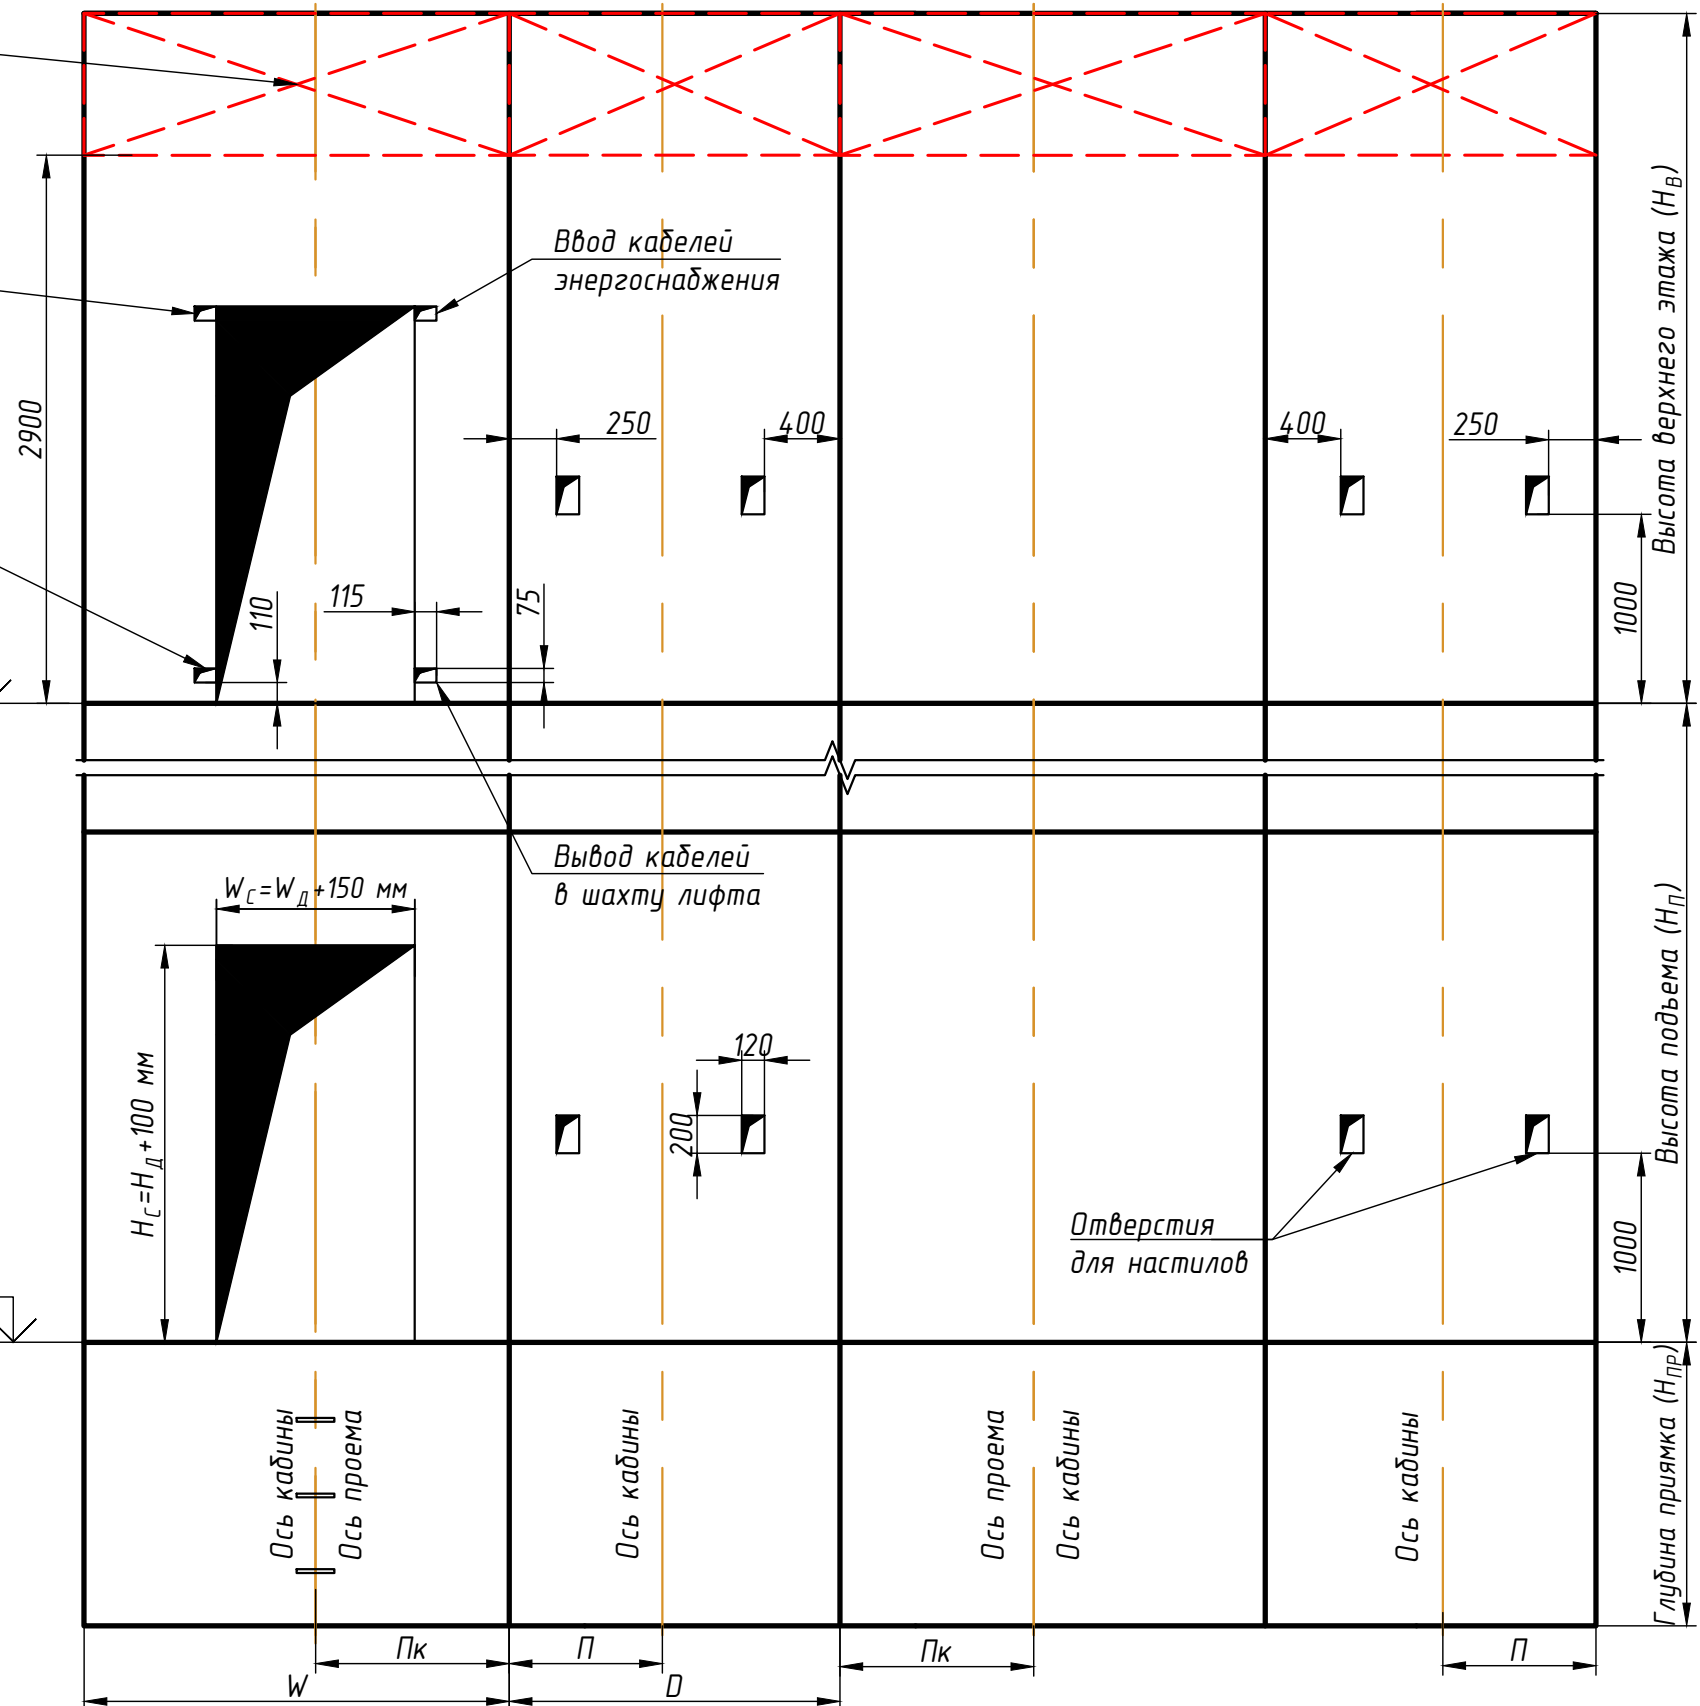 Ввод кабелей
энергоснабжения
Высота верхнего этажа (HВ)
2900
250
400
400
250
110
115
75
1000
Вывод кабелей
в шахту лифта
WС=WД+150 мм
HС=HД+100 мм
120
200
Высота подъема (HП)
Отверстия
для настилов
1000
Глубина приямка (HПР)
Ось кабины
Ось проема
Ось кабины
Ось проема
Ось кабины
Ось кабины
Пк
П
Пк
П
W
D